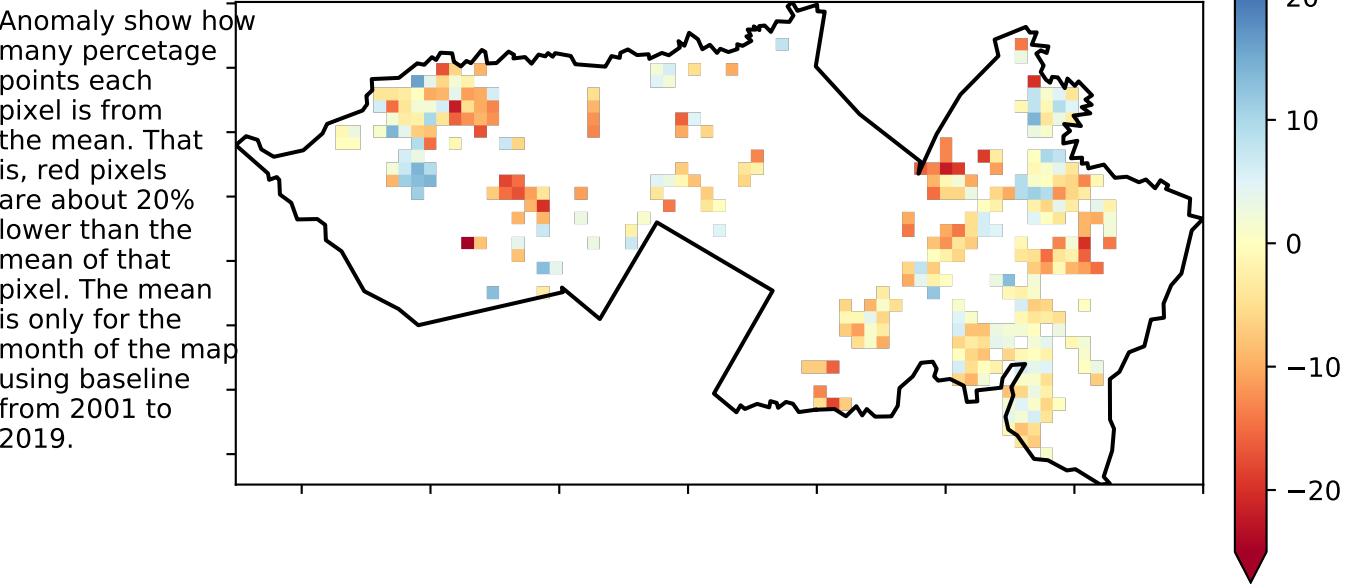 Anomaly show how
many percetage
points each
pixel is from
the mean. That
is, red pixels
are about 20%
lower than the
mean of that
pixel. The mean
is only for the
month of the map
using baseline
from 2001 to
2019.
20
10
0
−10
−20